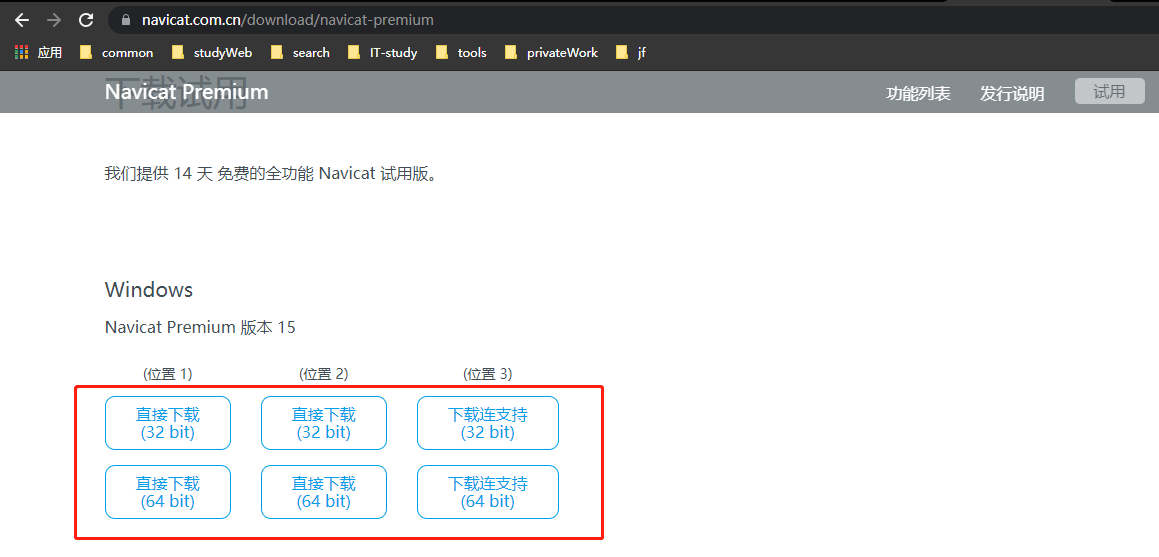 navicat.com.cn/download/navicat-premium
应用 common studyWeb search IT-study tools privateWork jf
下载试用
Navicat Premium 功能列表 发行说明 试用
我们提供 14 天 免费的全功能 Navicat 试用版。
Windows
Navicat Premium 版本 15
(位置 1) (位置 2) (位置 3)
直接下载 直接下载 下载连支持
(32 bit) (32 bit) (32 bit)
直接下载 直接下载 下载连支持
(64 bit) (64 bit) (64 bit)